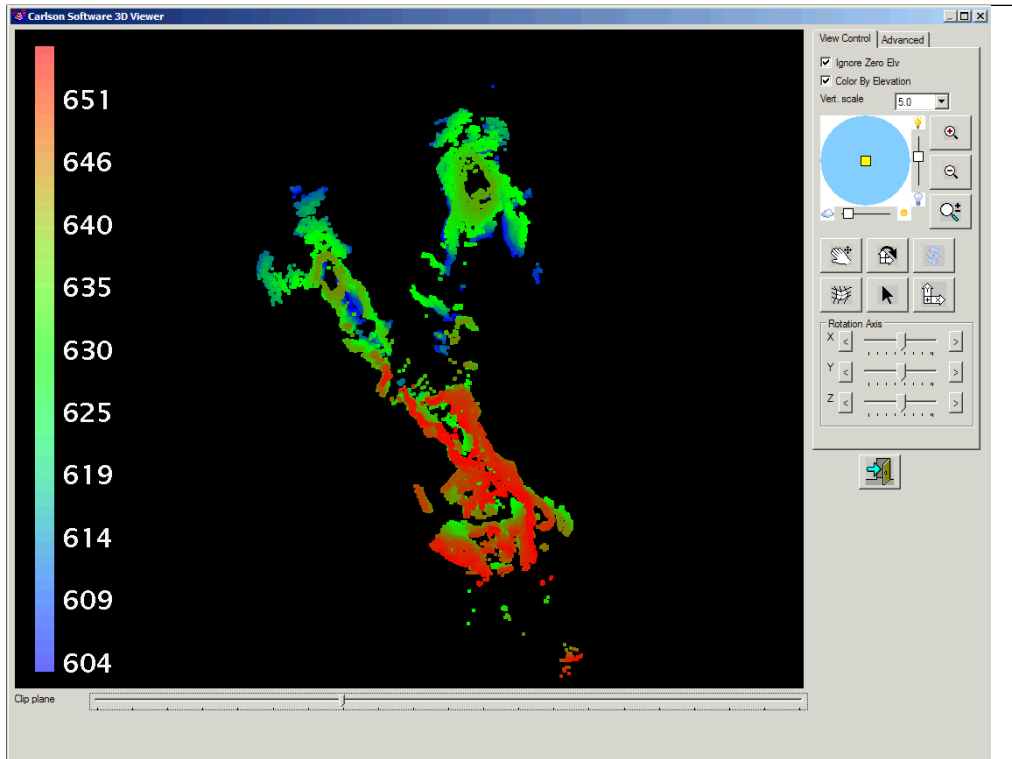 Carlson Software 3D Viewer
651
646
640
635
630
625
619
614
609
604
Clip plane
View Control
Advanced
Ignore Zero Elv
Color By Elevation
Vert. scale
5.0
Rotation Axis
X < >
Y < >
Z < >